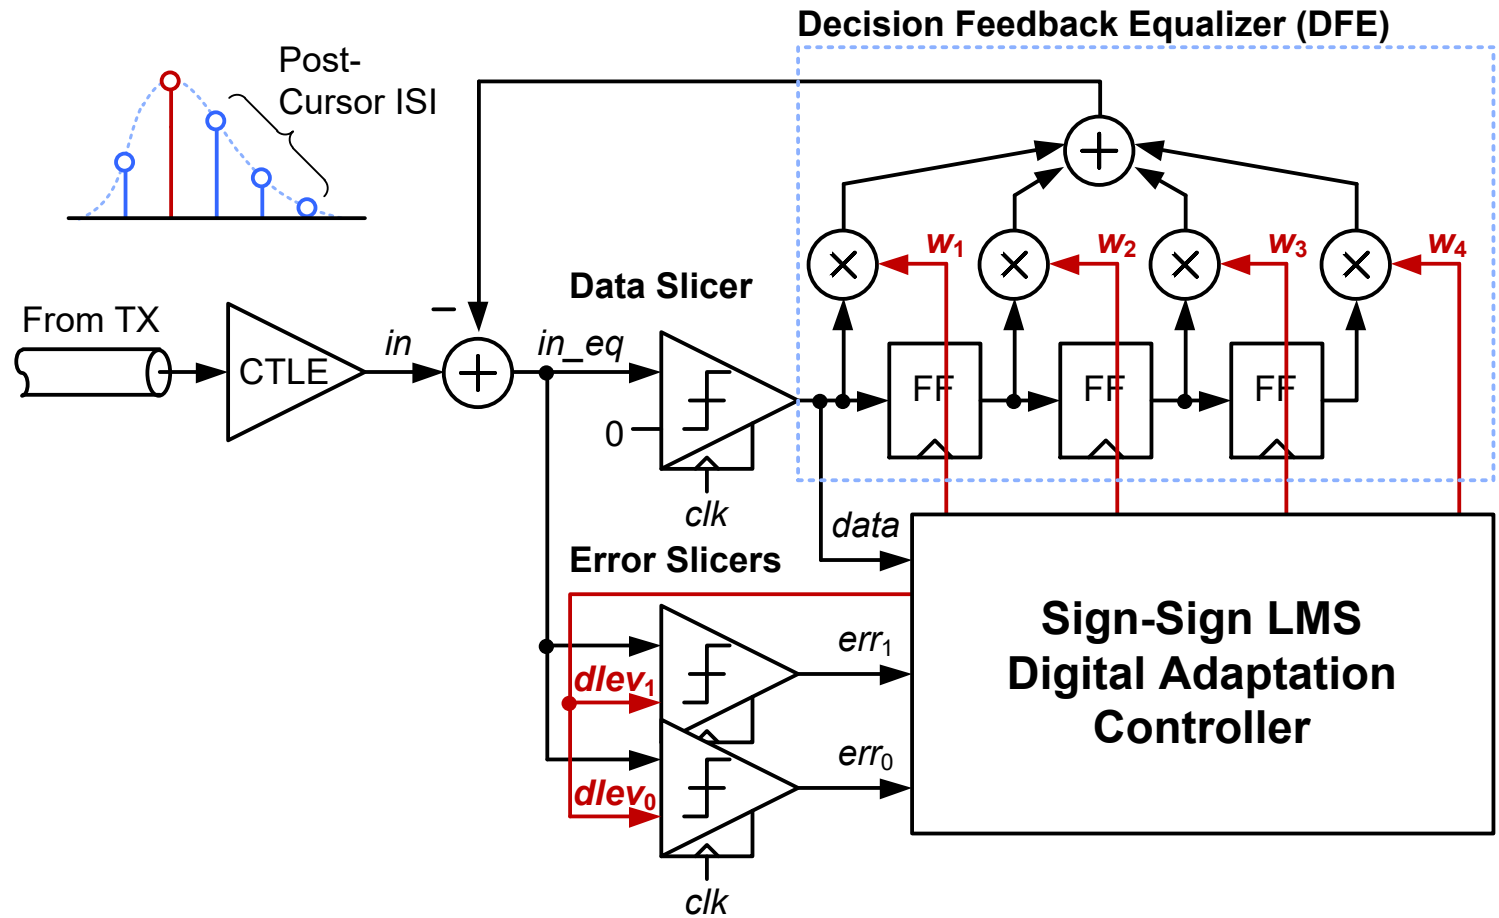 Decision Feedback Equalizer (DFE)
Post-
Cursor ISI
w1
w2
w3
w4
Data Slicer
From TX
CTLE
in
−
+
in_eq
0
clk
FF
FF
FF
data
Error Slicers
dlev1
err1
dlev0
err0
clk
Sign-Sign LMS
Digital Adaptation
Controller